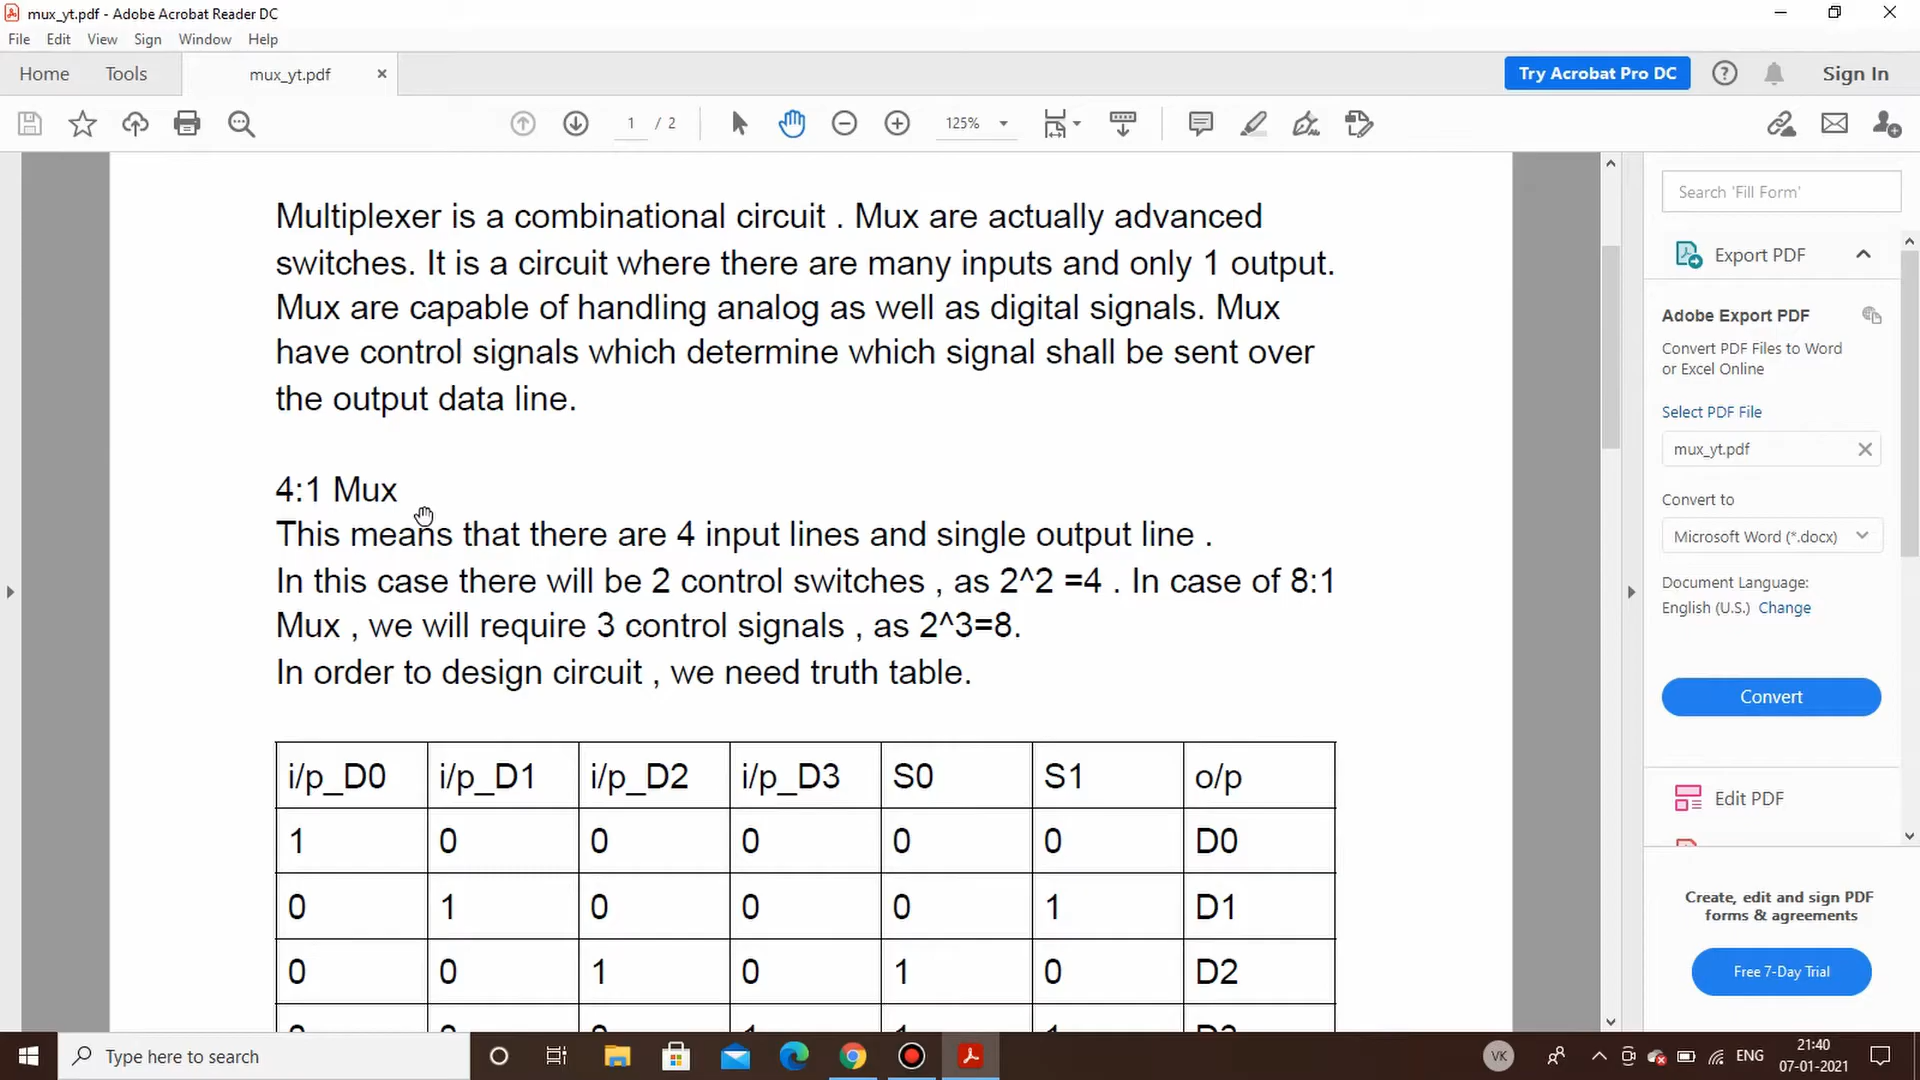 mux_yt.pdf - Adobe Acrobat Reader DC
File Edit View Sign Window Help
Home Tools mux_yt.pdf Try Acrobat Pro DC Sign In
1 / 2 125%
Multiplexer is a combinational circuit . Mux are actually advanced
switches. It is a circuit where there are many inputs and only 1 output.
Mux are capable of handling analog as well as digital signals. Mux
have control signals which determine which signal shall be sent over
the output data line.
4:1 Mux
This means that there are 4 input lines and single output line .
In this case there will be 2 control switches , as 2^2 =4 . In case of 8:1
Mux , we will require 3 control signals , as 2^3=8.
In order to design circuit , we need truth table.
i/p_D0 i/p_D1 i/p_D2 i/p_D3 S0 S1 o/p
1 0 0 0 0 0 D0
0 1 0 0 0 1 D1
0 0 1 0 1 0 D2
Search 'Fill Form'
Export PDF
Adobe Export PDF
Convert PDF Files to Word
or Excel Online
Select PDF File
mux_yt.pdf
Convert to
Microsoft Word (*.docx)
Document Language:
English (U.S.) Change
Convert
Edit PDF
Create, edit and sign PDF
forms & agreements
Free 7-Day Trial
Type here to search
VK
ENG
21:40
07-01-2021